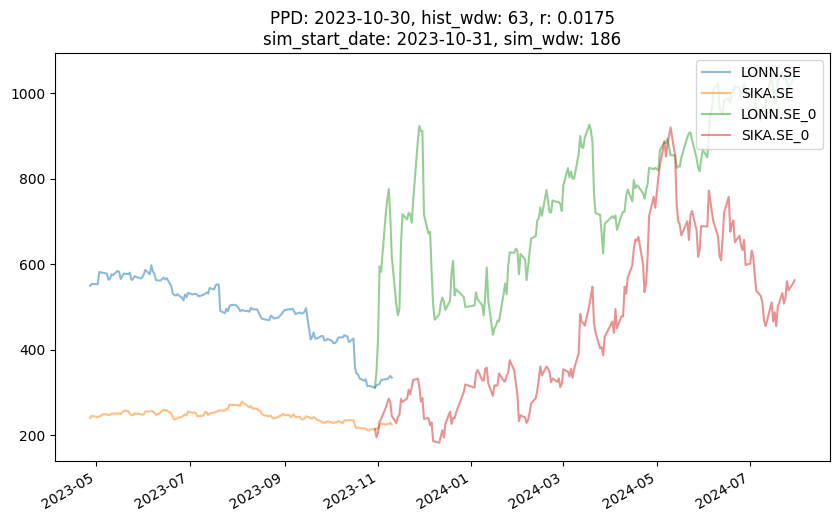 PPD: 2023-10-30, hist_wdw: 63, r: 0.0175
sim_start_date: 2023-10-31, sim_wdw: 186
LONN.SE
SIKA.SE
LONN.SE_0
SIKA.SE_0
1000
800
600
400
200
2023-05
2023-07
2023-09
2023-11
2024-01
2024-03
2024-05
2024-07